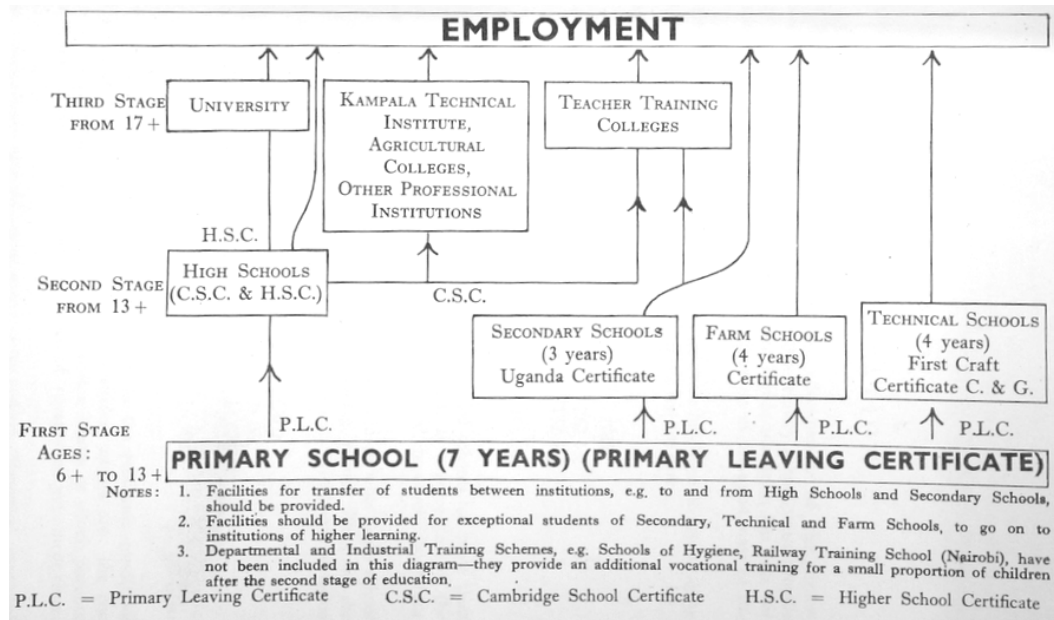 EMPLOYMENT
THIRD STAGE
FROM 17+
UNIVERSITY
KAMPALA TECHNICAL
INSTITUTE,
AGRICULTURAL
COLLEGES,
OTHER PROFESSIONAL
INSTITUTIONS
TEACHER TRAINING
COLLEGES
H.S.C.
SECOND STAGE
FROM 13+
HIGH SCHOOLS
(C.S.C. & H.S.C.)
C.S.C.
SECONDARY SCHOOLS
(3 years)
Uganda Certificate
FARM SCHOOLS
(4 years)
Certificate
TECHNICAL SCHOOLS
(4 years)
First Craft
Certificate C. & G.
P.L.C.
P.L.C.
P.L.C.
P.L.C.
FIRST STAGE
AGES:
6+ TO 13+
PRIMARY SCHOOL (7 YEARS) (PRIMARY LEAVING CERTIFICATE)
NOTES: 1. Facilities for transfer of students between institutions, e.g. to and from High Schools and Secondary Schools,
should be provided.
2. Facilities should be provided for exceptional students of Secondary, Technical and Farm Schools, to go on to
institutions of higher learning.
3. Departmental and Industrial Training Schemes, e.g. Schools of Hygiene, Railway Training School (Nairobi), have
not been included in this diagram—they provide an additional vocational training for a small proportion of children
after the second stage of education.
P.L.C. = Primary Leaving Certificate C.S.C. = Cambridge School Certificate H.S.C. = Higher School Certificate